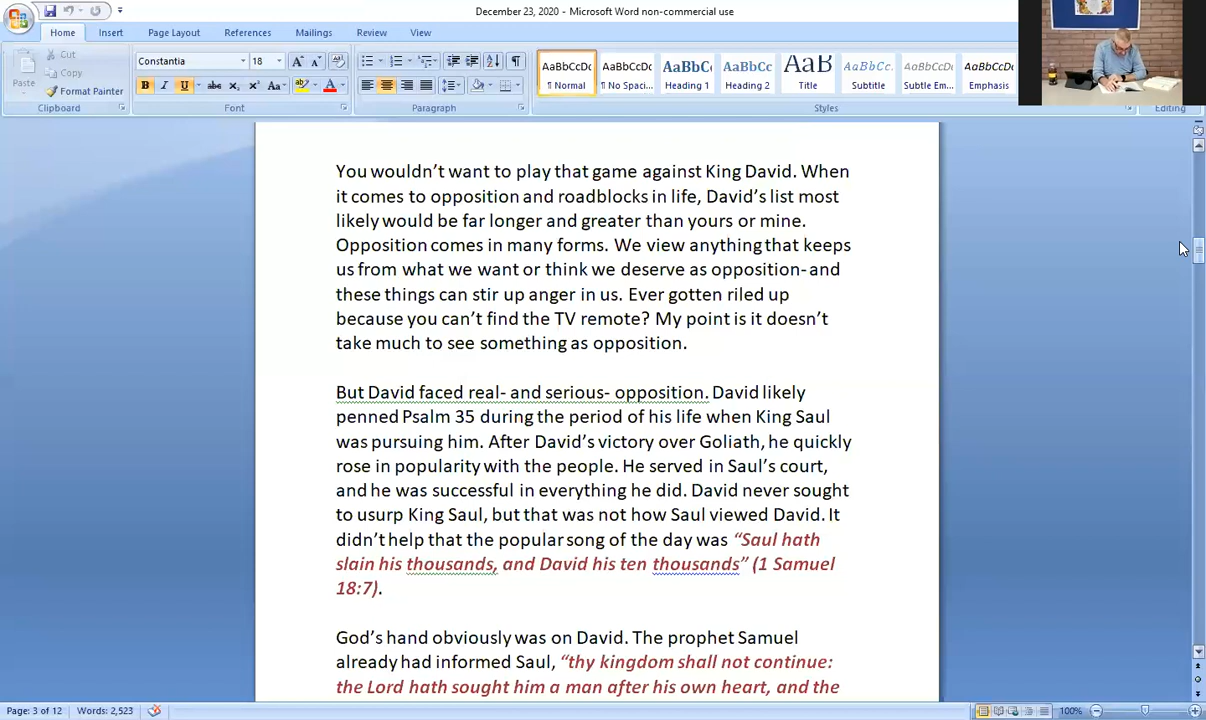 December 23, 2020 - Microsoft Word non-commercial use
Home Insert Page Layout References Mailings Review View
Cut
Copy
Paste
Format Painter
Constantia 18
AaBbCcDc AaBbCcDc AaBbC AaBbCc AaB AaBbCc. AaBbCcDc AaBbCcDc
¶ Normal ¶ No Spaci... Heading 1 Heading 2 Title Subtitle Subtle Em... Emphasis
Clipboard Font Paragraph Styles Editing
You wouldn’t want to play that game against King David. When
it comes to opposition and roadblocks in life, David’s list most
likely would be far longer and greater than yours or mine.
Opposition comes in many forms. We view anything that keeps
us from what we want or think we deserve as opposition- and
these things can stir up anger in us. Ever gotten riled up
because you can’t find the TV remote? My point is it doesn’t
take much to see something as opposition.
But David faced real- and serious- opposition. David likely
penned Psalm 35 during the period of his life when King Saul
was pursuing him. After David’s victory over Goliath, he quickly
rose in popularity with the people. He served in Saul’s court,
and he was successful in everything he did. David never sought
to usurp King Saul, but that was not how Saul viewed David. It
didn’t help that the popular song of the day was “Saul hath
slain his thousands, and David his ten thousands” (1 Samuel
18:7).
God’s hand obviously was on David. The prophet Samuel
already had informed Saul, “thy kingdom shall not continue:
the Lord hath sought him a man after his own heart, and the
Page: 3 of 12 Words: 2,523 100%